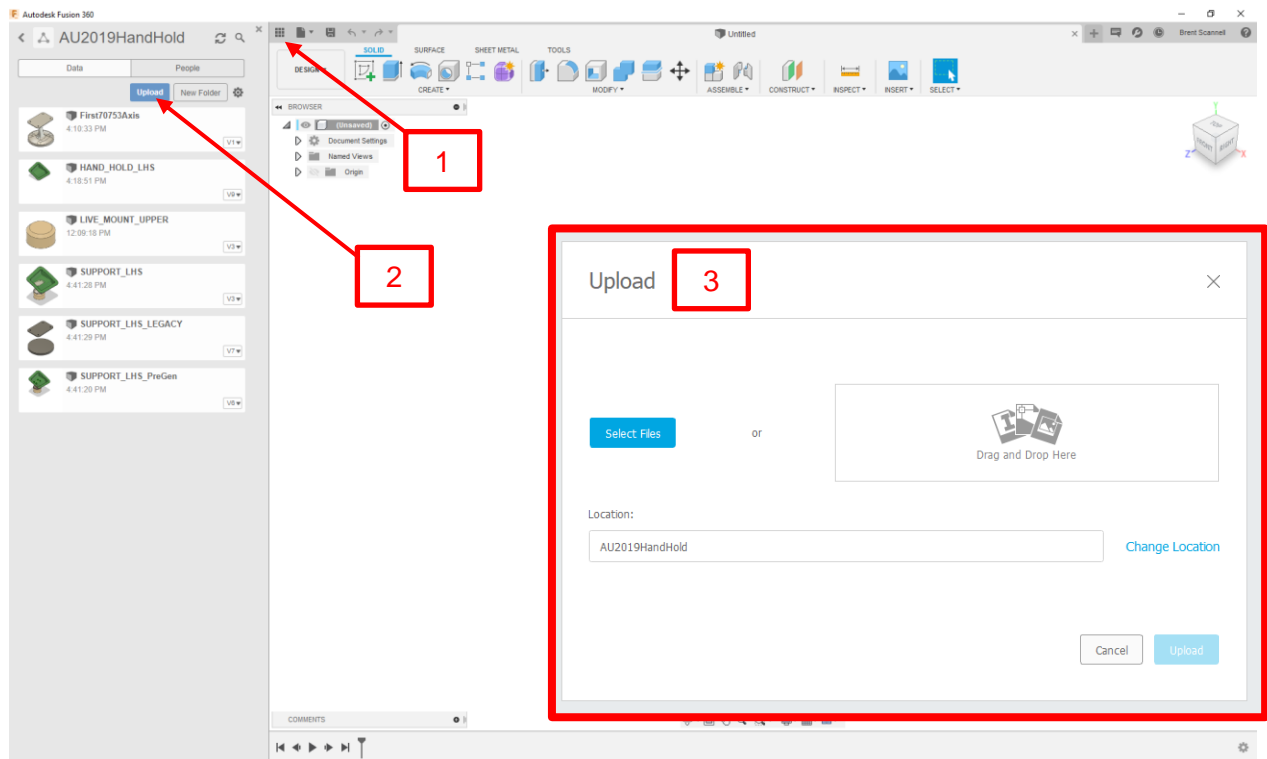 Autodesk Fusion 360
AU2019HandHold
Untitled
Brent Scannell
Data
People
Upload
New Folder
SOLID
SURFACE
SHEET METAL
TOOLS
DESIGN
CREATE
MODIFY
ASSEMBLE
CONSTRUCT
INSPECT
INSERT
SELECT
BROWSER
(Unsaved)
Document Settings
Named Views
Origin
TOP
FRONT
RIGHT
Y
Z
X
First70753Axis
4:10:33 PM
V1
HAND_HOLD_LHS
4:18:51 PM
V9
LIVE_MOUNT_UPPER
12:09:18 PM
V3
SUPPORT_LHS
4:41:28 PM
V3
SUPPORT_LHS_LEGACY
4:41:29 PM
V7
SUPPORT_LHS_PreGen
4:41:20 PM
V6
1
2
3
Upload
Select Files
or
Drag and Drop Here
Location:
AU2019HandHold
Change Location
Cancel
Upload
COMMENTS